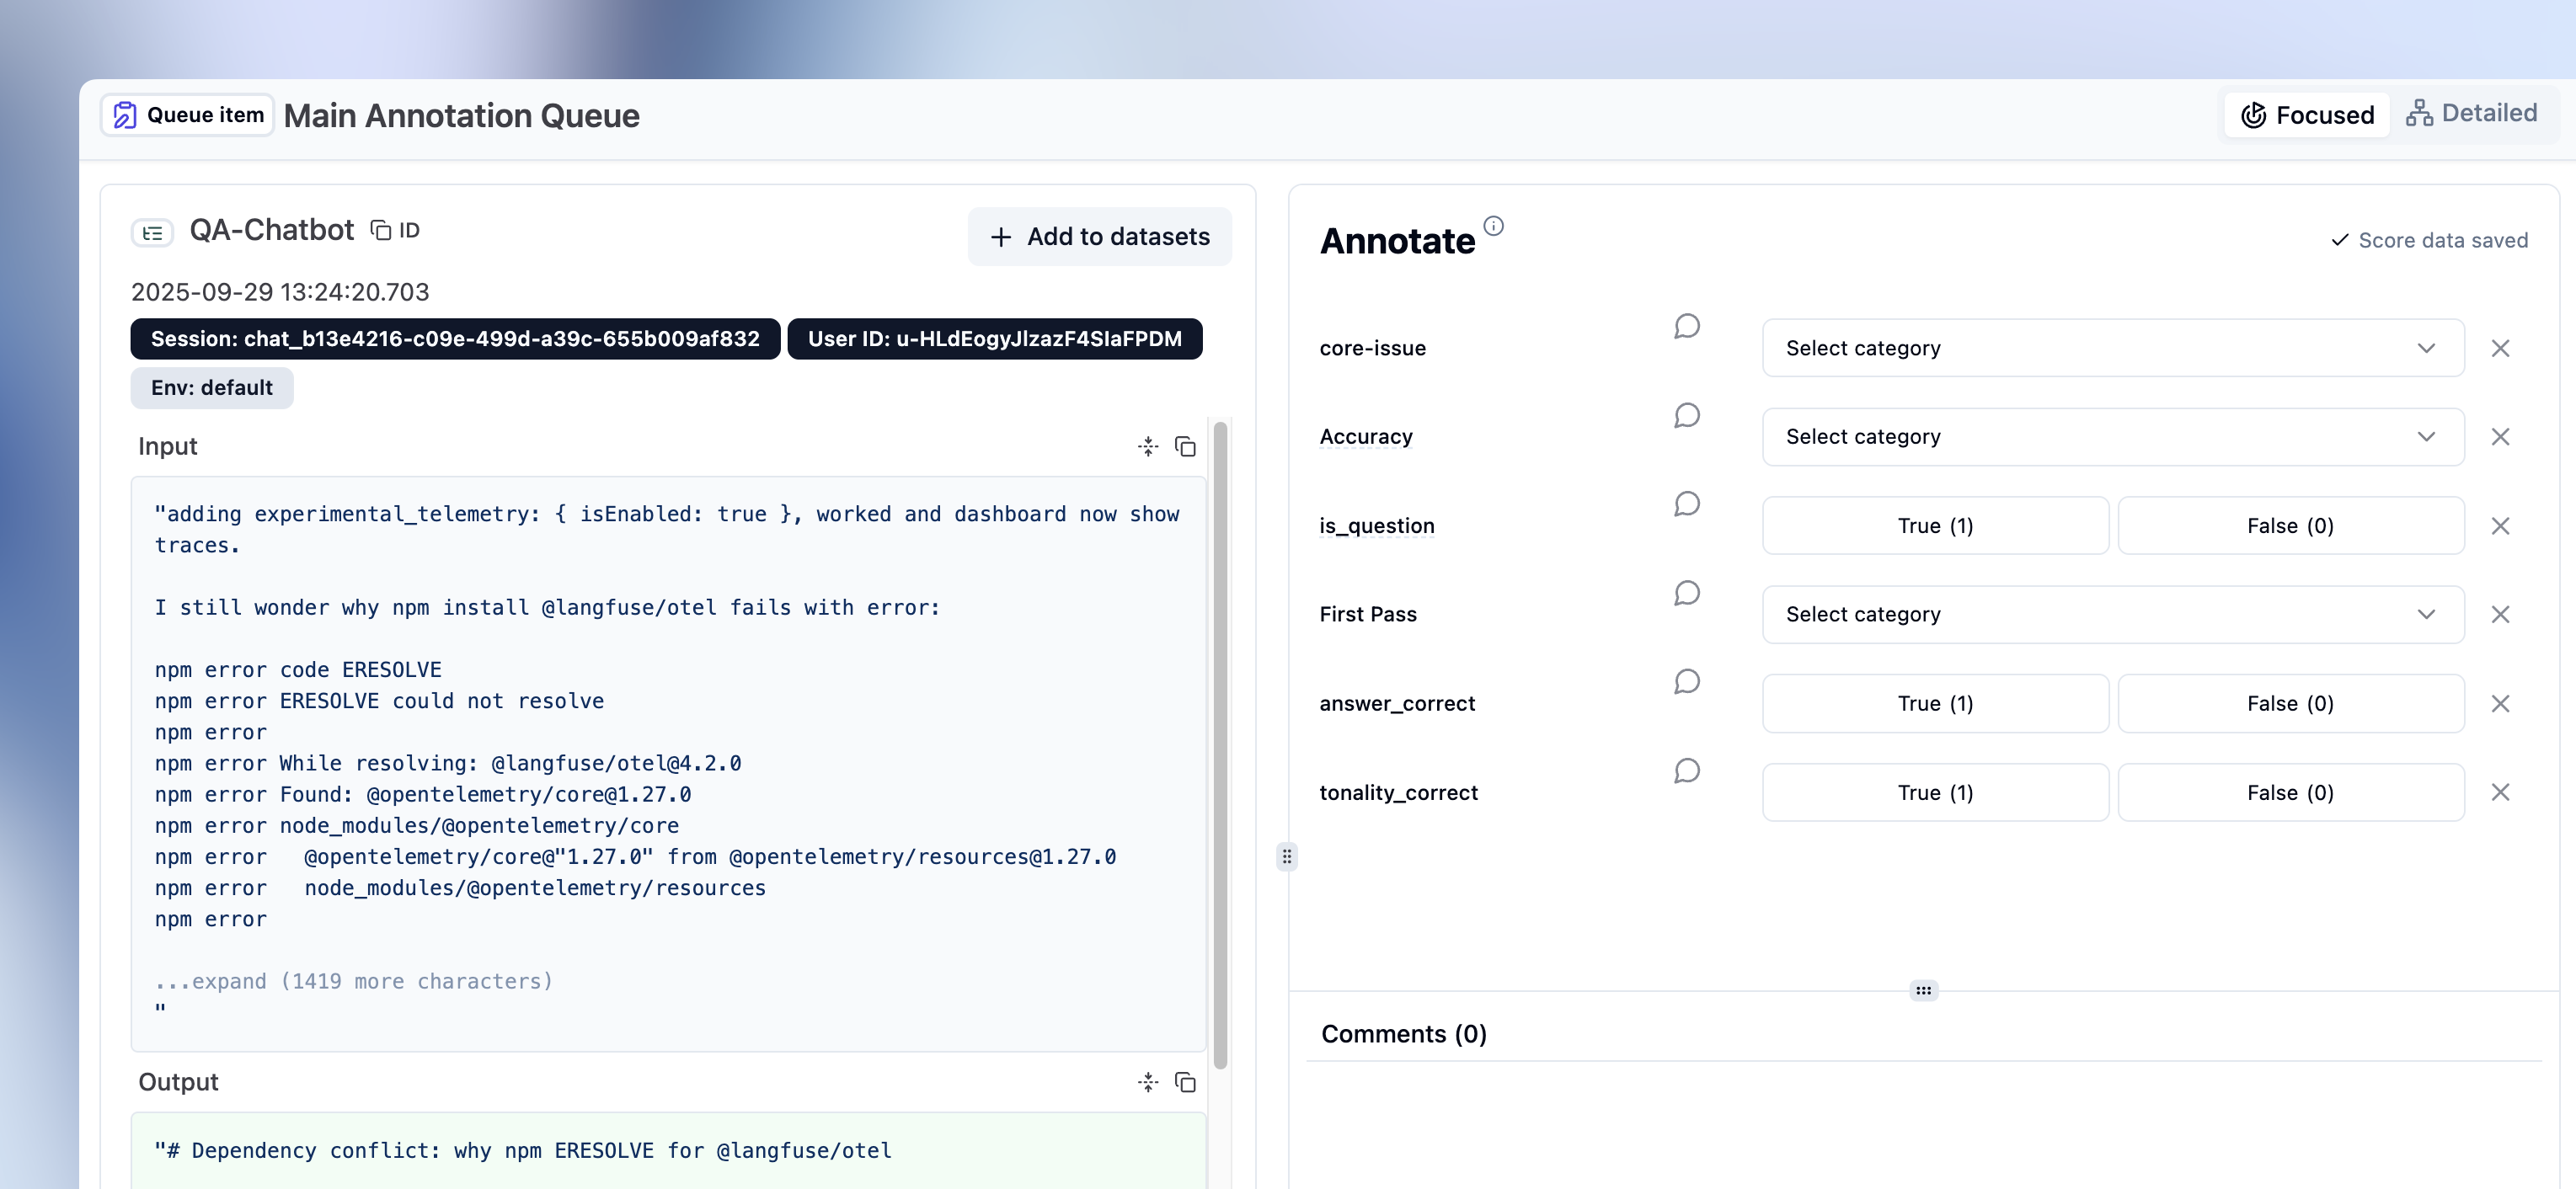 Queue item Main Annotation Queue
Focused Detailed
QA-Chatbot ID
Add to datasets
2025-09-29 13:24:20.703
Session: chat_b13e4216-c09e-499d-a39c-655b009af832 User ID: u-HLdEogyJlzazF4SIaFPDM
Env: default
Input
"adding experimental_telemetry: { isEnabled: true }, worked and dashboard now show
traces.
I still wonder why npm install @langfuse/otel fails with error:
npm error code ERESOLVE
npm error ERESOLVE could not resolve
npm error
npm error While resolving: @langfuse/otel@4.2.0
npm error Found: @opentelemetry/core@1.27.0
npm error node_modules/@opentelemetry/core
npm error   @opentelemetry/core@"1.27.0" from @opentelemetry/resources@1.27.0
npm error   node_modules/@opentelemetry/resources
npm error
...expand (1419 more characters)
"
Output
"# Dependency conflict: why npm ERESOLVE for @langfuse/otel
Annotate
Score data saved
core-issue Select category
Accuracy Select category
is_question True (1) False (0)
First Pass Select category
answer_correct True (1) False (0)
tonality_correct True (1) False (0)
Comments (0)